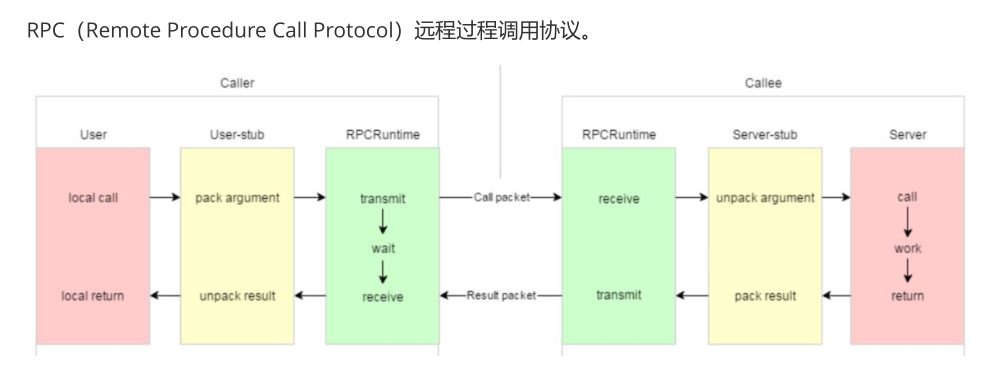 RPC（Remote Procedure Call Protocol）远程过程调用协议。
Caller
Callee
User
User-stub
RPCRuntime
RPCRuntime
Server-stub
Server
local call
pack argument
transmit
Call packet
receive
unpack argument
call
wait
work
local return
unpack result
receive
Result packet
transmit
pack result
return